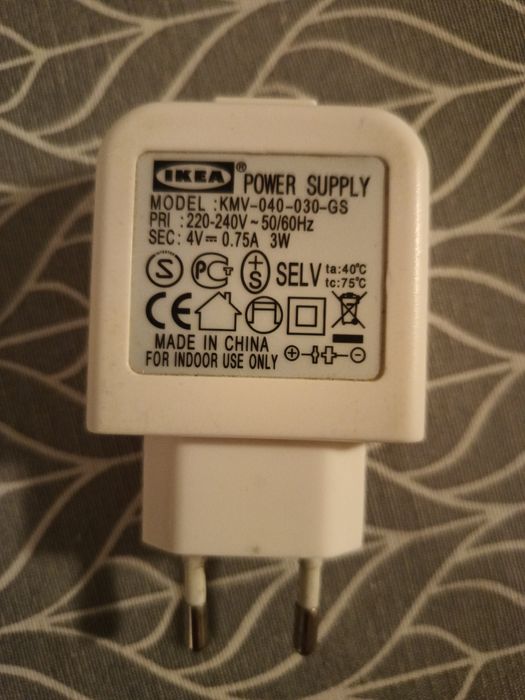 IKEA® POWER SUPPLY
MODEL :KMV-040-030-GS
PRI : 220-240V ~ 50/60Hz
SEC: 4V⎓ 0.75A 3W
S PCT +S SELV ta:40°C tc:75°C
CE
MADE IN CHINA
FOR INDOOR USE ONLY